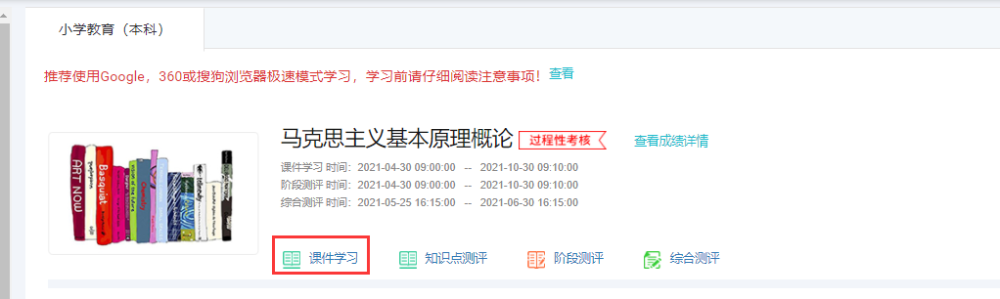 小学教育（本科）
推荐使用Google，360或搜狗浏览器极速模式学习，学习前请仔细阅读注意事项！查看
马克思主义基本原理概论 过程性考核 查看成绩详情
课件学习 时间：2021-04-30 09:00:00 -- 2021-10-30 09:10:00
阶段测评 时间：2021-04-30 09:00:00 -- 2021-10-30 09:10:00
综合测评 时间：2021-05-25 16:15:00 -- 2021-06-30 16:15:00
ART NOW
Basquiat
课件学习 知识点测评 阶段测评 综合测评